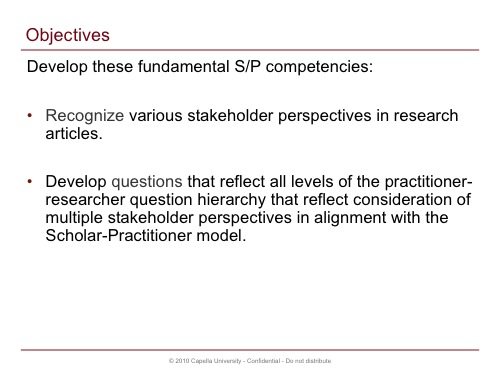 Objectives
Develop these fundamental S/P competencies:
• Recognize various stakeholder perspectives in research
articles.
• Develop questions that reflect all levels of the practitioner-
researcher question hierarchy that reflect consideration of
multiple stakeholder perspectives in alignment with the
Scholar-Practitioner model.
© 2010 Capella University - Confidential - Do not distribute